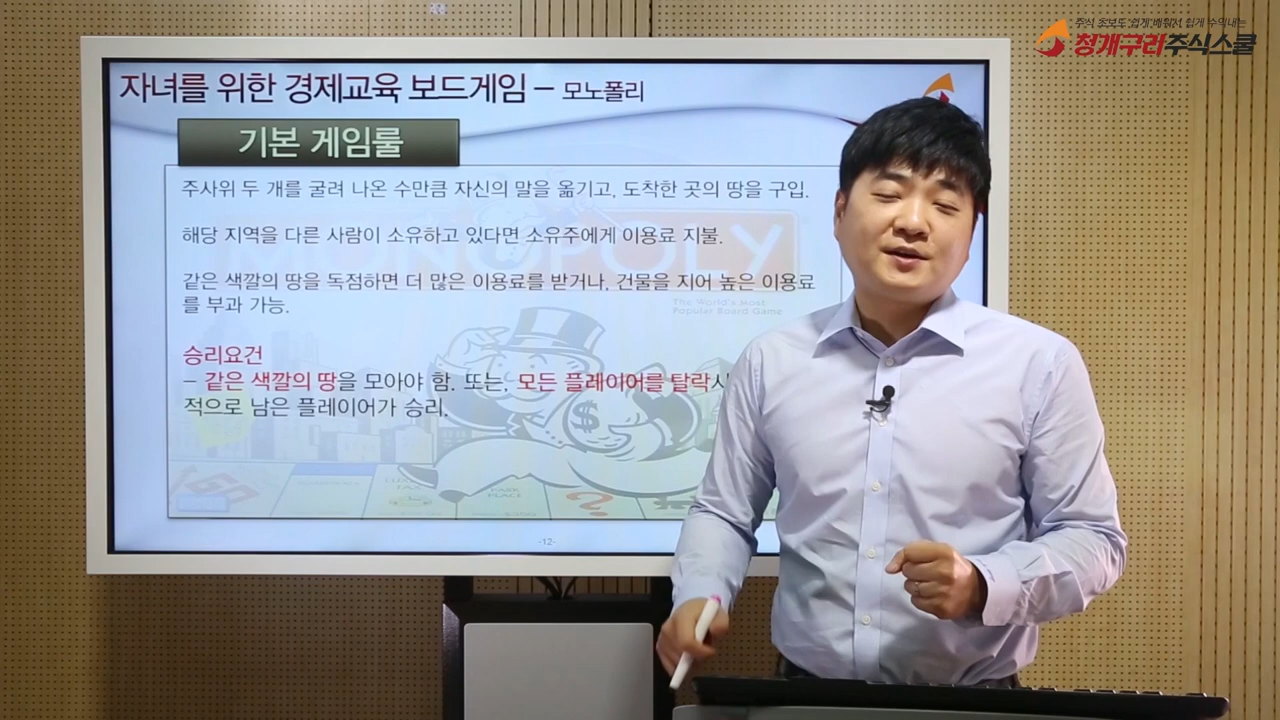 주식 초보도 쉽게 배워서 쉽게 수익내는
청개구리주식스쿨
자녀를 위한 경제교육 보드게임 – 모노폴리
기본 게임룰
주사위 두 개를 굴려 나온 수만큼 자신의 말을 옮기고, 도착한 곳의 땅을 구입.
해당 지역을 다른 사람이 소유하고 있다면 소유주에게 이용료 지불.
같은 색깔의 땅을 독점하면 더 많은 이용료를 받거나, 건물을 지어 높은 이용료
를 부과 가능.
MONOPOLY
The World's Most
Popular Board Game
승리요건
– 같은 색깔의 땅을 모아야 함. 또는, 모든 플레이어를 탈락시
적으로 남은 플레이어가 승리.
PARK
PLACE
-12-